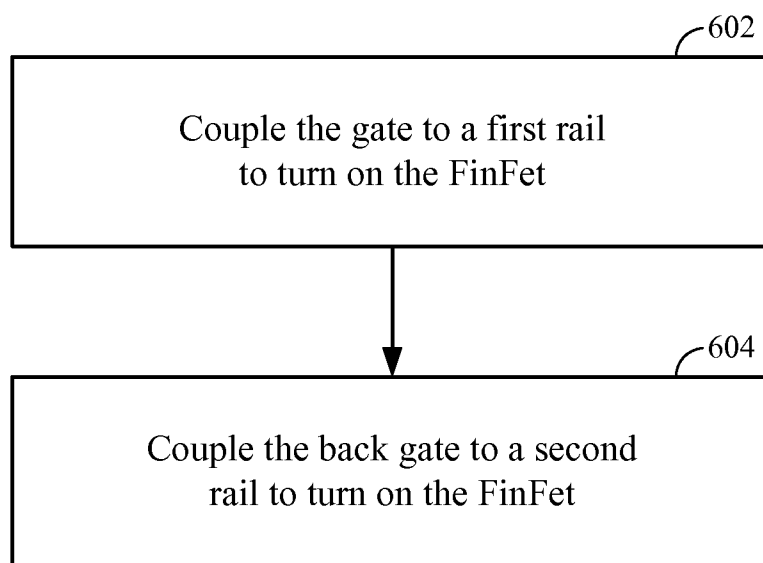 602
Couple the gate to a first rail
to turn on the FinFet
604
Couple the back gate to a second
rail to turn on the FinFet